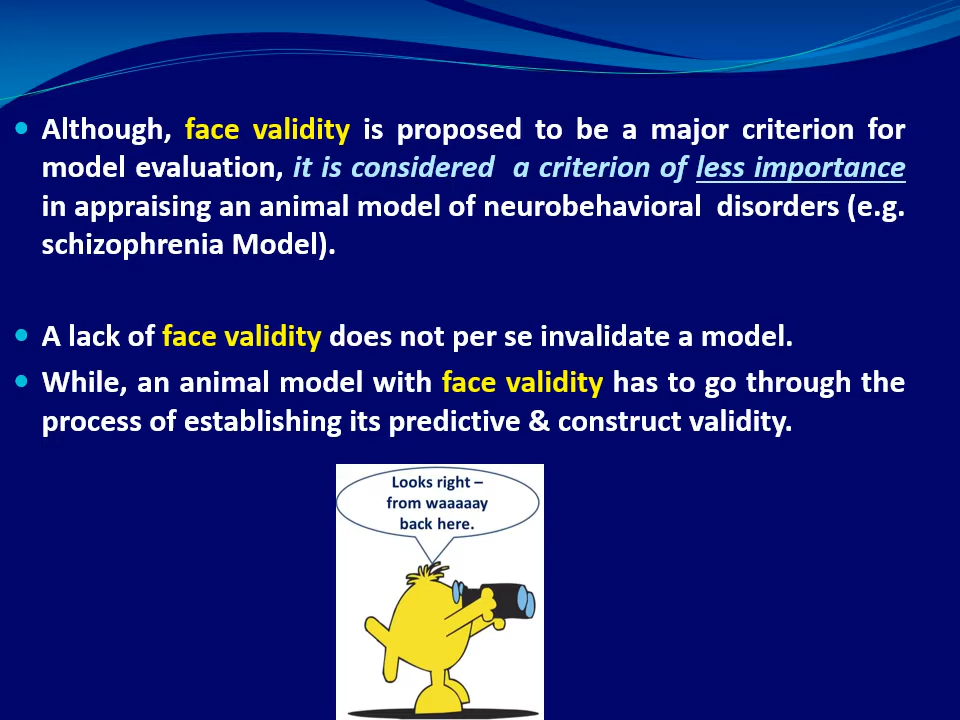 Although, face validity is proposed to be a major criterion for
model evaluation, it is considered a criterion of less importance
in appraising an animal model of neurobehavioral disorders (e.g.
schizophrenia Model).
A lack of face validity does not per se invalidate a model.
While, an animal model with face validity has to go through the
process of establishing its predictive & construct validity.
Looks right –
from waaaaay
back here.